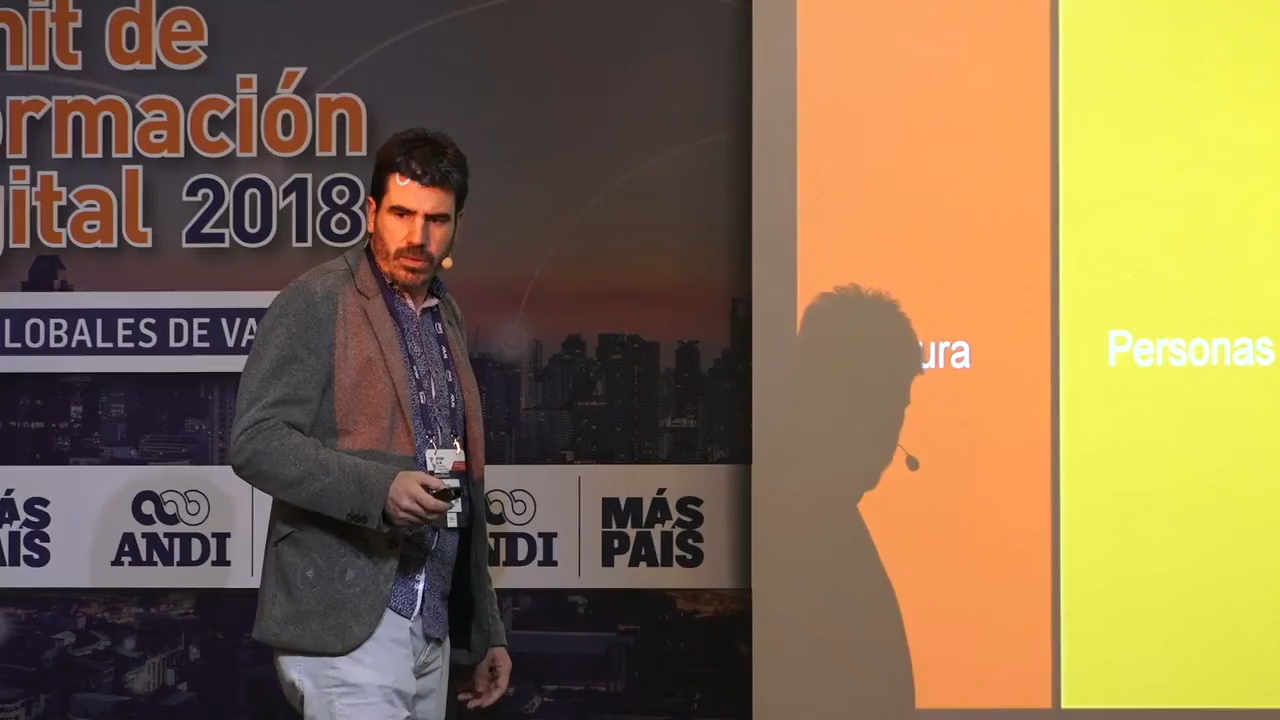 mit de
ormación
gital 2018
LOBALES DE VA
ÁS
AÍS
ANDI
NDI
MÁS
PAÍS
ura
Personas